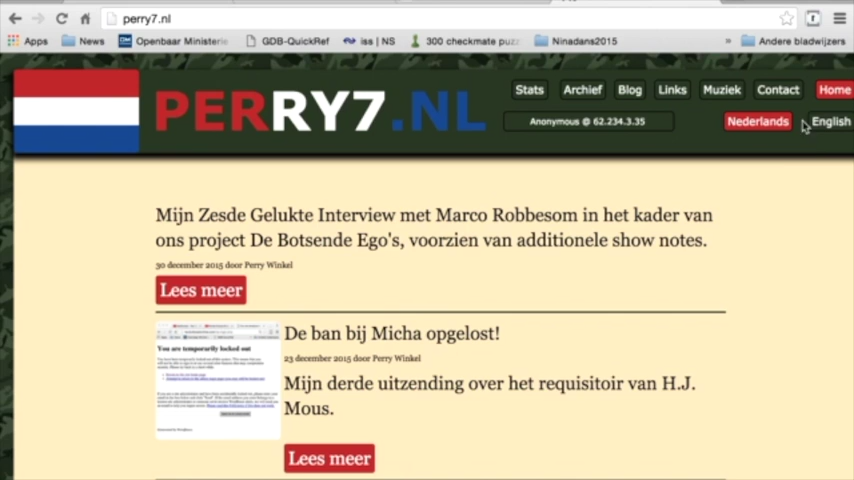 perry7.nl
Apps News Openbaar Ministerie GDB-QuickRef iss | NS 300 checkmate puzz Ninadans2015 » Andere bladwijzers
PERRY7.NL
Stats Archief Blog Links Muziek Contact Home
Anonymous @ 62.234.3.35 Nederlands English
Mijn Zesde Gelukte Interview met Marco Robbesom in het kader van
ons project De Botsende Ego's, voorzien van additionele show notes.
30 december 2015 door Perry Winkel
Lees meer
You are temporarily locked out
De ban bij Micha opgelost!
23 december 2015 door Perry Winkel
Mijn derde uitzending over het requisitoir van H.J.
Mous.
Lees meer